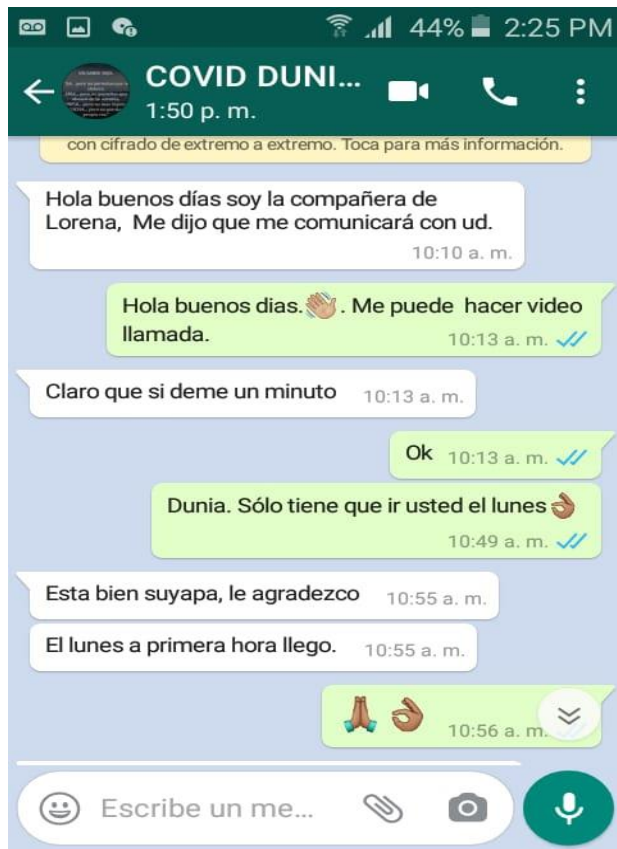 44% 2:25 PM
COVID DUNI...
1:50 p. m.
con cifrado de extremo a extremo. Toca para más información.
Hola buenos días soy la compañera de
Lorena, Me dijo que me comunicará con ud.
10:10 a. m.
Hola buenos dias.👋🏽. Me puede hacer video
llamada. 10:13 a. m.
Claro que si deme un minuto 10:13 a. m.
Ok 10:13 a. m.
Dunia. Sólo tiene que ir usted el lunes👌🏽
10:49 a. m.
Esta bien suyapa, le agradezco 10:55 a. m.
El lunes a primera hora llego. 10:55 a. m.
🙏🏽 👌🏽 10:56 a. m.
Escribe un me...